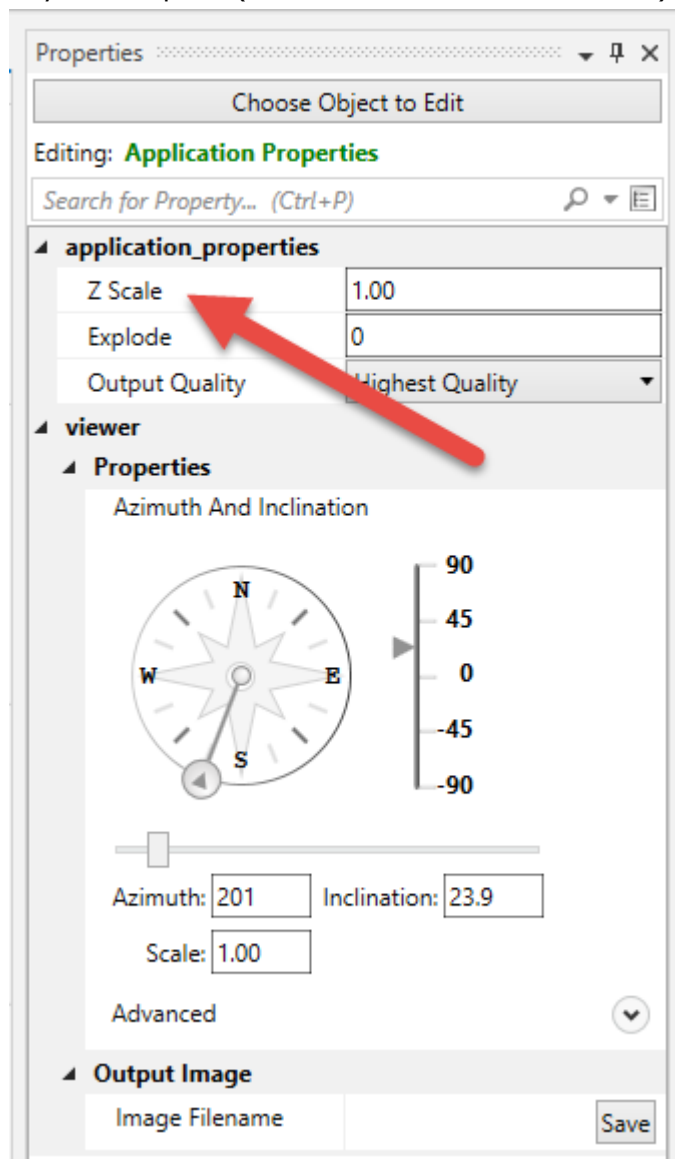 Properties
Choose Object to Edit
Editing: Application Properties
Search for Property... (Ctrl+P)
application_properties
Z Scale 1.00
Explode 0
Output Quality Highest Quality
viewer
Properties
Azimuth And Inclination
N
W E
S
90
45
0
-45
-90
Azimuth: 201 Inclination: 23.9
Scale: 1.00
Advanced
Output Image
Image Filename Save